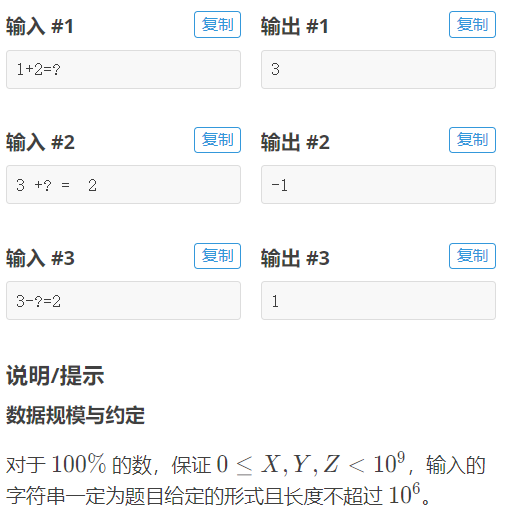 输入 #1 复制 输出 #1 复制
1+2=? 3
输入 #2 复制 输出 #2 复制
3 +? =  2 -1
输入 #3 复制 输出 #3 复制
3-?=2 1
说明/提示
数据规模与约定
对于 100% 的数，保证 0 ≤ X, Y, Z < 10^9，输入的
字符串一定为题目给定的形式且长度不超过 10^6。